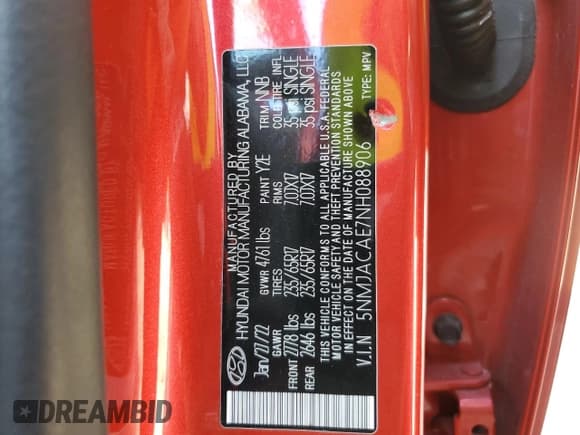 MANUFACTURED BY
HYUNDAI MOTOR MANUFACTURING ALABAMA, LLC
Jan/27/22 GVWR 4761 lbs PAINT Y2E TRIM NNB
GAWR TIRES RIMS COLD TIRE INFL
FRONT 2778 lbs 235/65R17 7.0JX17 35 psi, SINGLE
REAR 2646 lbs 235/65R17 7.0JX17 35 psi, SINGLE
THIS VEHICLE CONFORMS TO ALL APPLICABLE U.S.A. FEDERAL
MOTOR VEHICLE SAFETY AND THEFT PREVENTION STANDARDS
IN EFFECT ON THE DATE OF MANUFACTURE SHOWN ABOVE
V.I.N 5NMJACAE7NH088906 TYPE: MPV
DREAMBID